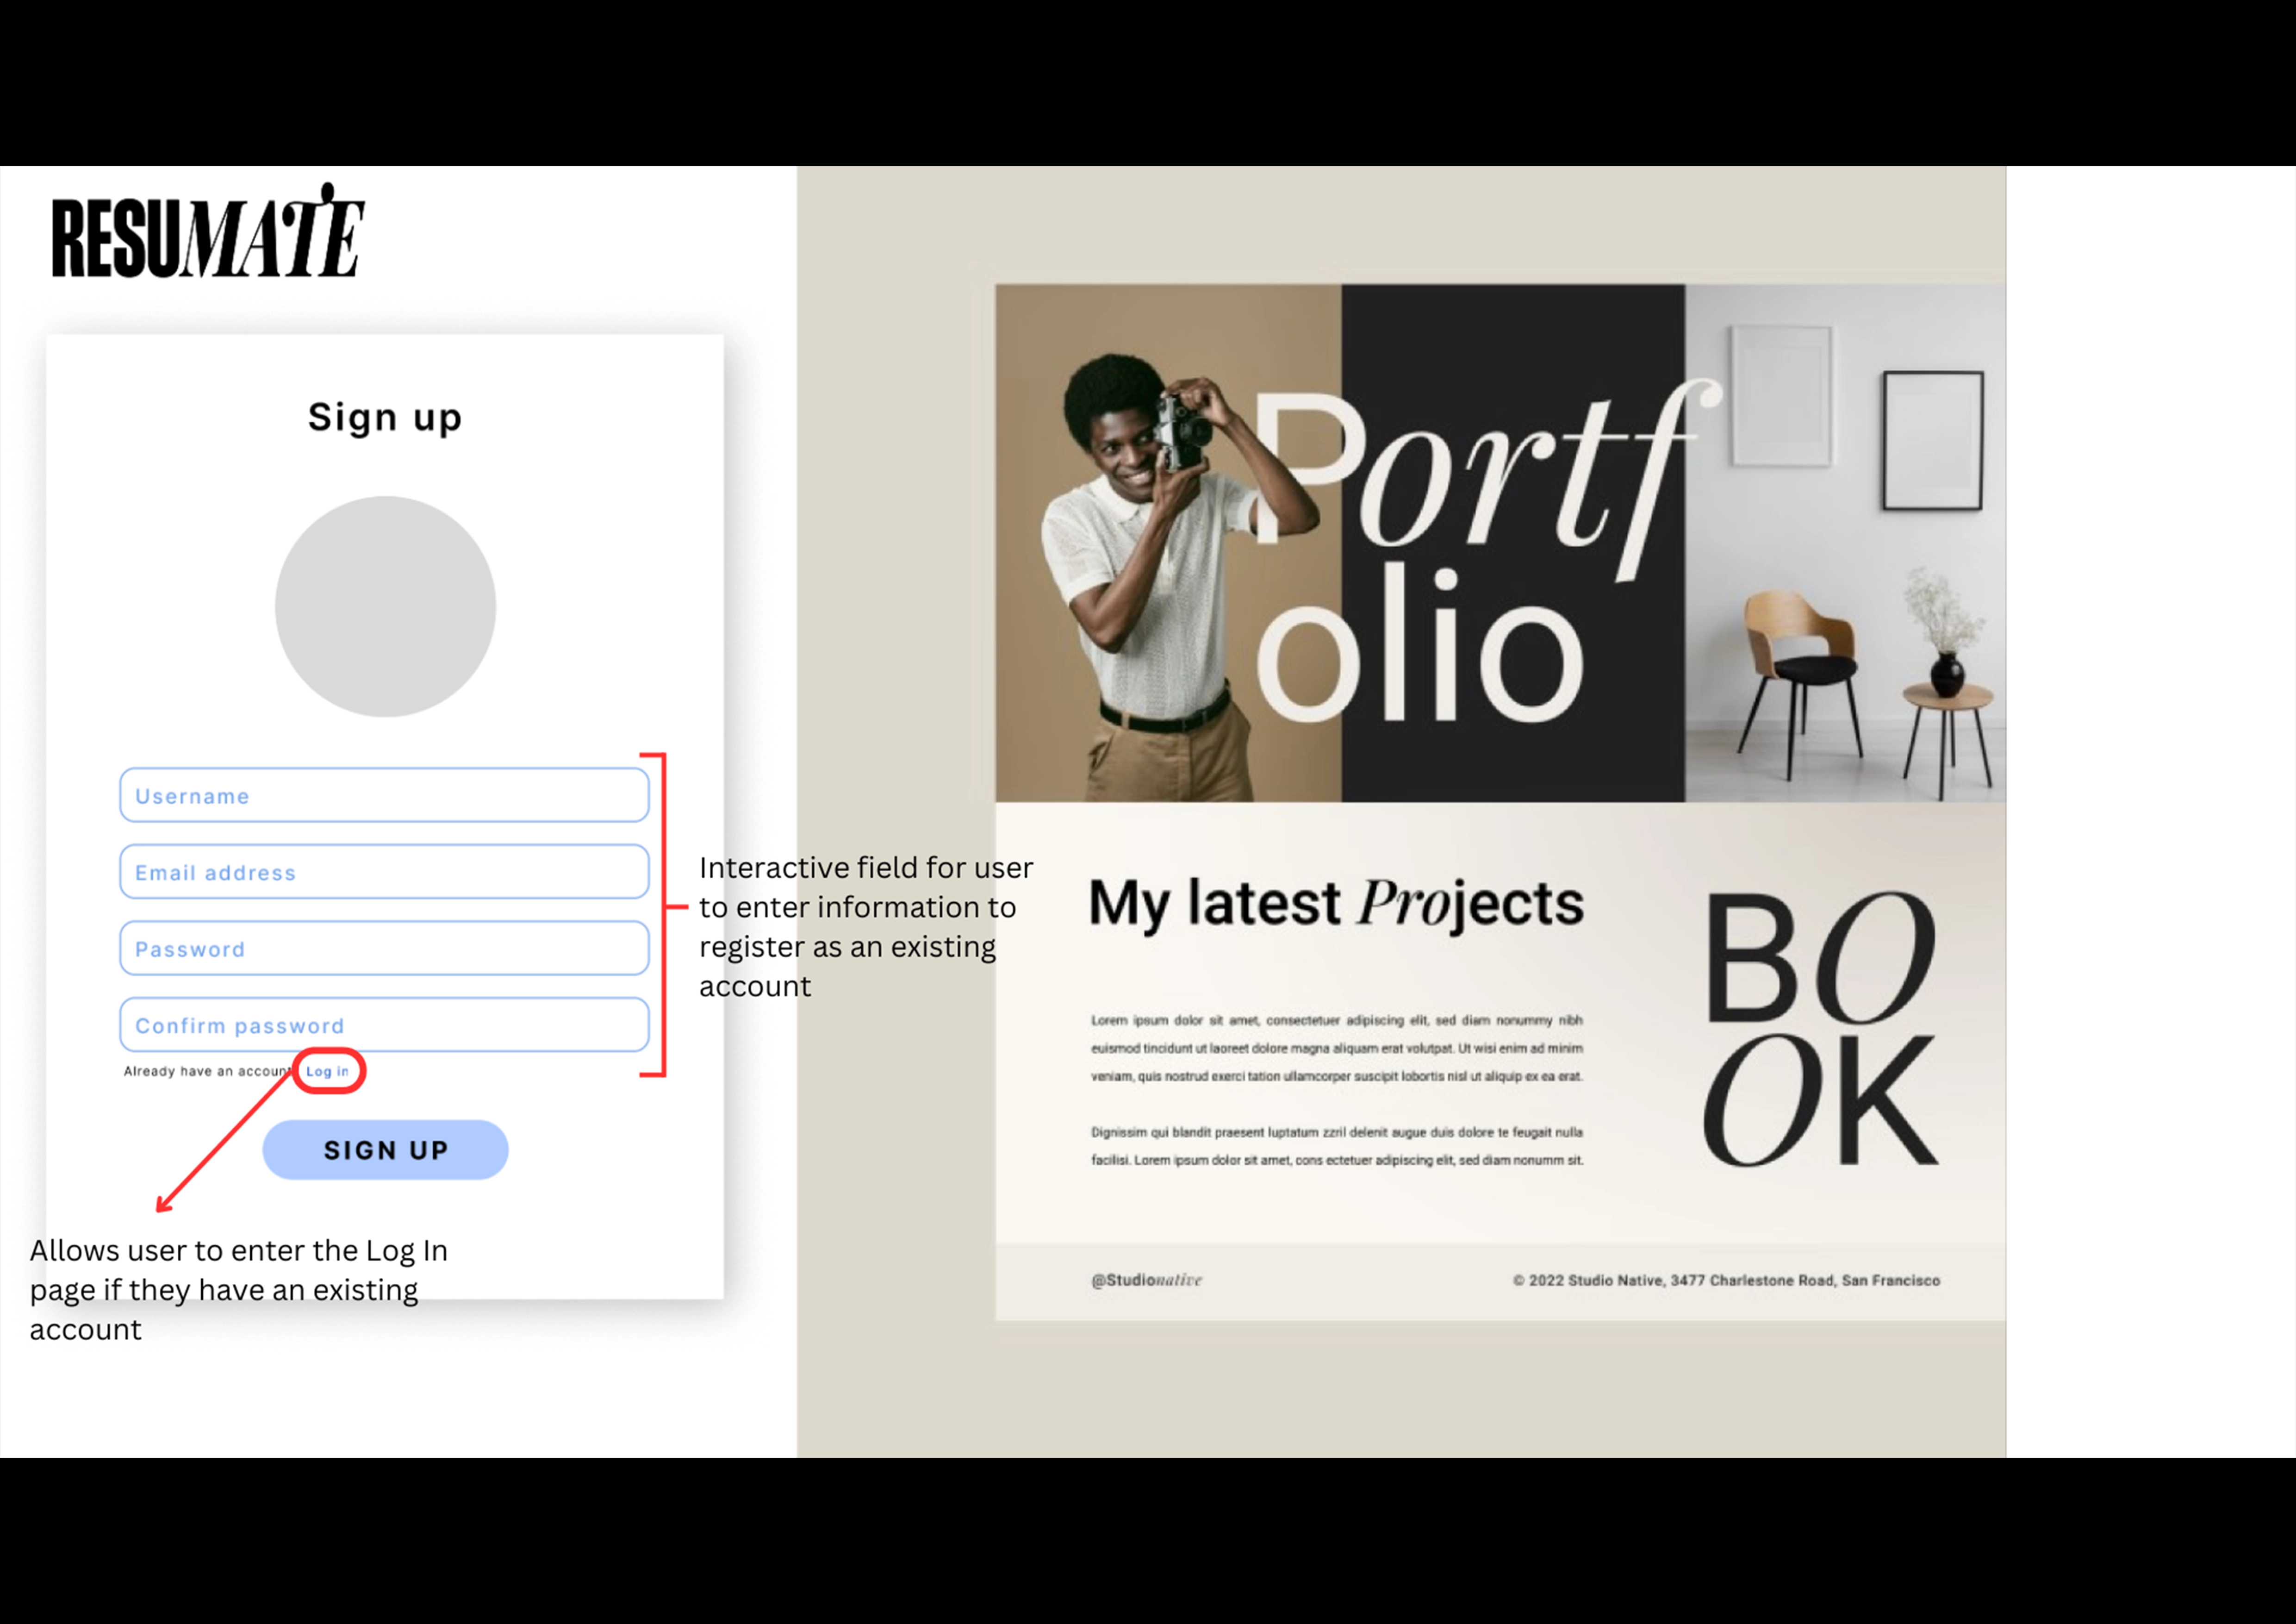 RESUMATE
Sign up
Username
Email address
Password
Confirm password
Already have an account Log in
SIGN UP
Interactive field for user
to enter information to
register as an existing
account
Allows user to enter the Log In
page if they have an existing
account
Portf
olio
My latest Projects
Lorem ipsum dolor sit amet, consectetuer adipiscing elit, sed diam nonummy nibh
euismod tincidunt ut laoreet dolore magna aliquam erat volutpat. Ut wisi enim ad minim
veniam, quis nostrud exerci tation ullamcorper suscipit lobortis nisl ut aliquip ex ea erat.
Dignissim qui blandit praesent luptatum zzril delenit augue duis dolore te feugait nulla
facilisi. Lorem ipsum dolor sit amet, cons ectetuer adipiscing elit, sed diam nonumm sit.
BO
OK
@Studionative
© 2022 Studio Native, 3477 Charlestone Road, San Francisco